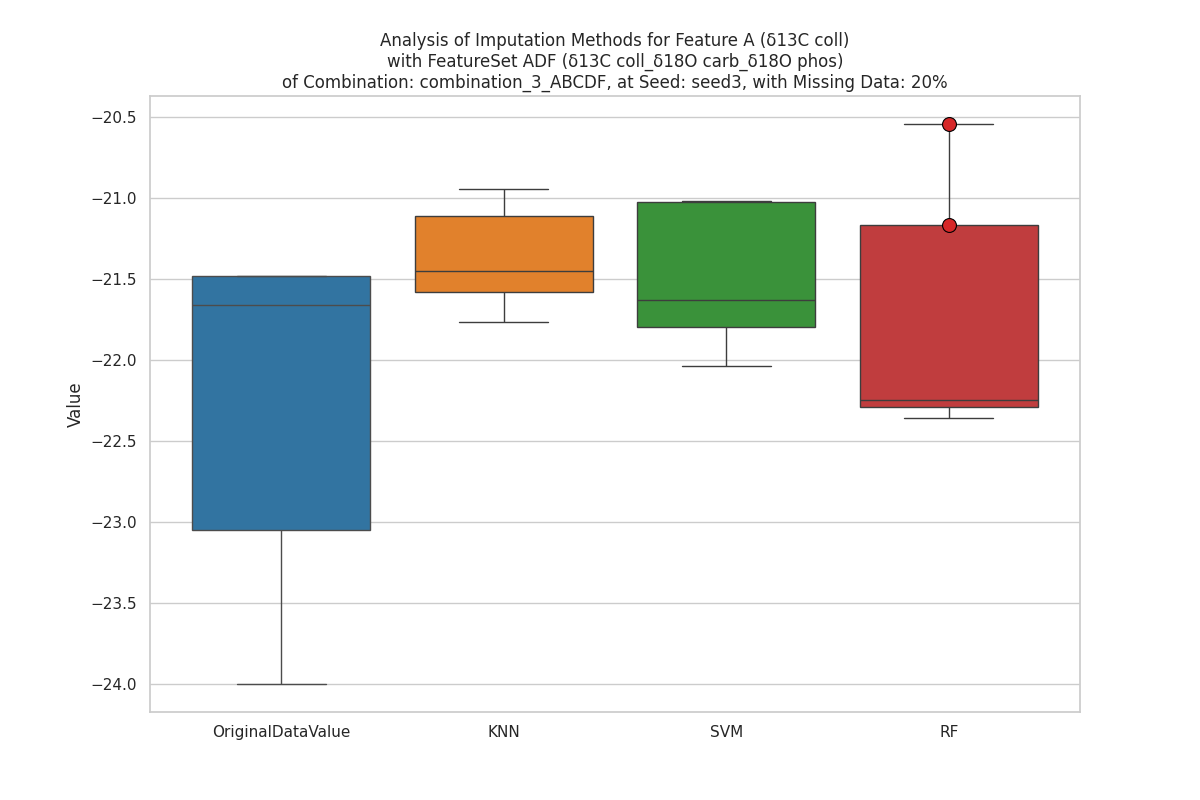 Analysis of Imputation Methods for Feature A (δ13C coll)
with FeatureSet ADF (δ13C coll_δ18O carb_δ18O phos)
of Combination: combination_3_ABCDF, at Seed: seed3, with Missing Data: 20%
−20.5
−21.0
−21.5
−22.0
−22.5
−23.0
−23.5
−24.0
Value
OriginalDataValue
KNN
SVM
RF